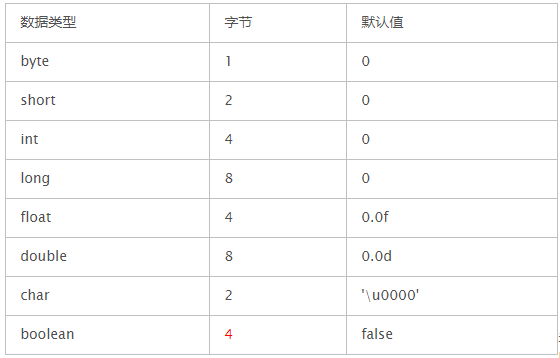 数据类型 字节 默认值
byte 1 0
short 2 0
int 4 0
long 8 0
float 4 0.0f
double 8 0.0d
char 2 '\u0000'
boolean 4 false